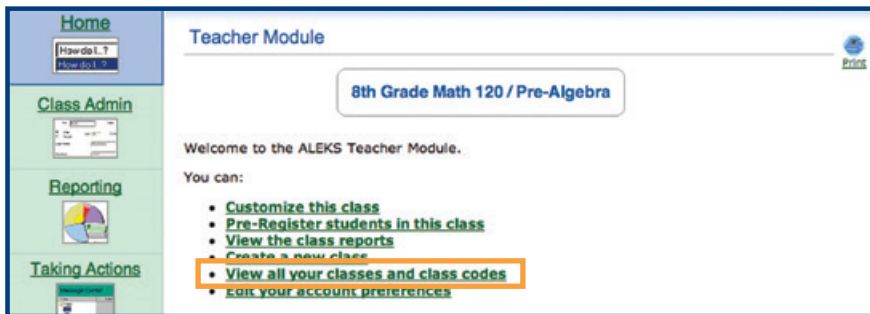 Home
How do I..?
How do I ..?
Class Admin
Reporting
Taking Actions
Message Center
Teacher Module
Print
8th Grade Math 120 / Pre-Algebra
Welcome to the ALEKS Teacher Module.
You can:
• Customize this class
• Pre-Register students in this class
• View the class reports
• Create a new class
• View all your classes and class codes
• Edit your account preferences